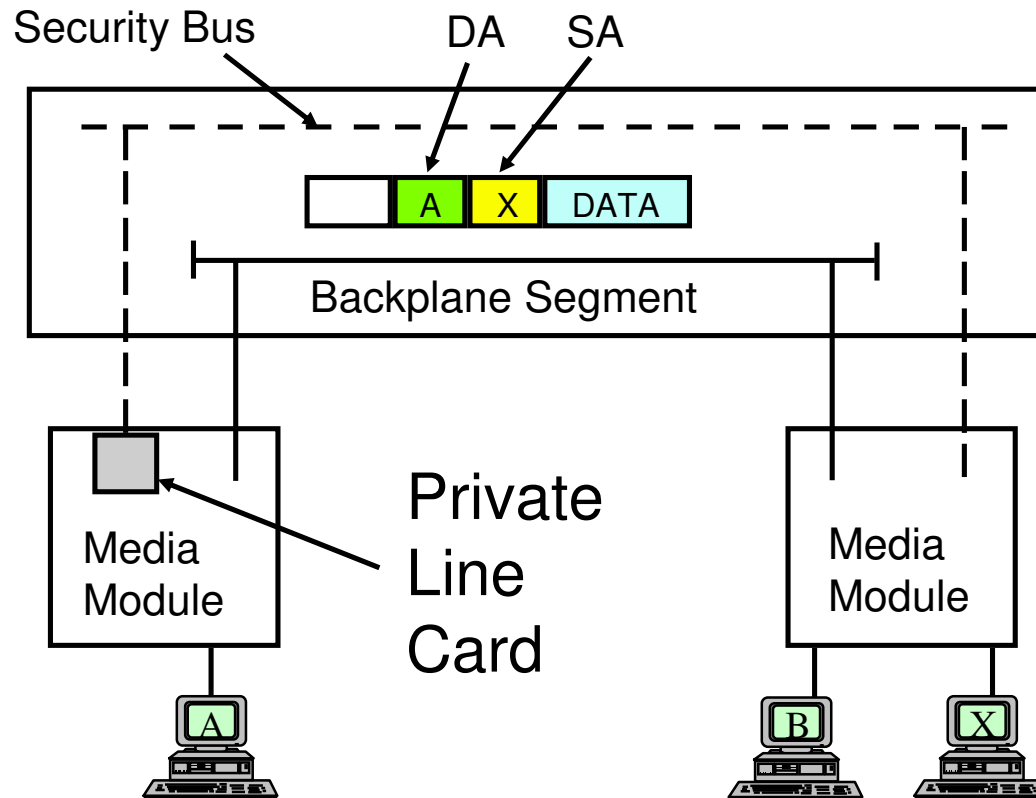 Security Bus DA SA
A X DATA
Backplane Segment
Private
Line
Card
Media
Module
Media
Module
A B X